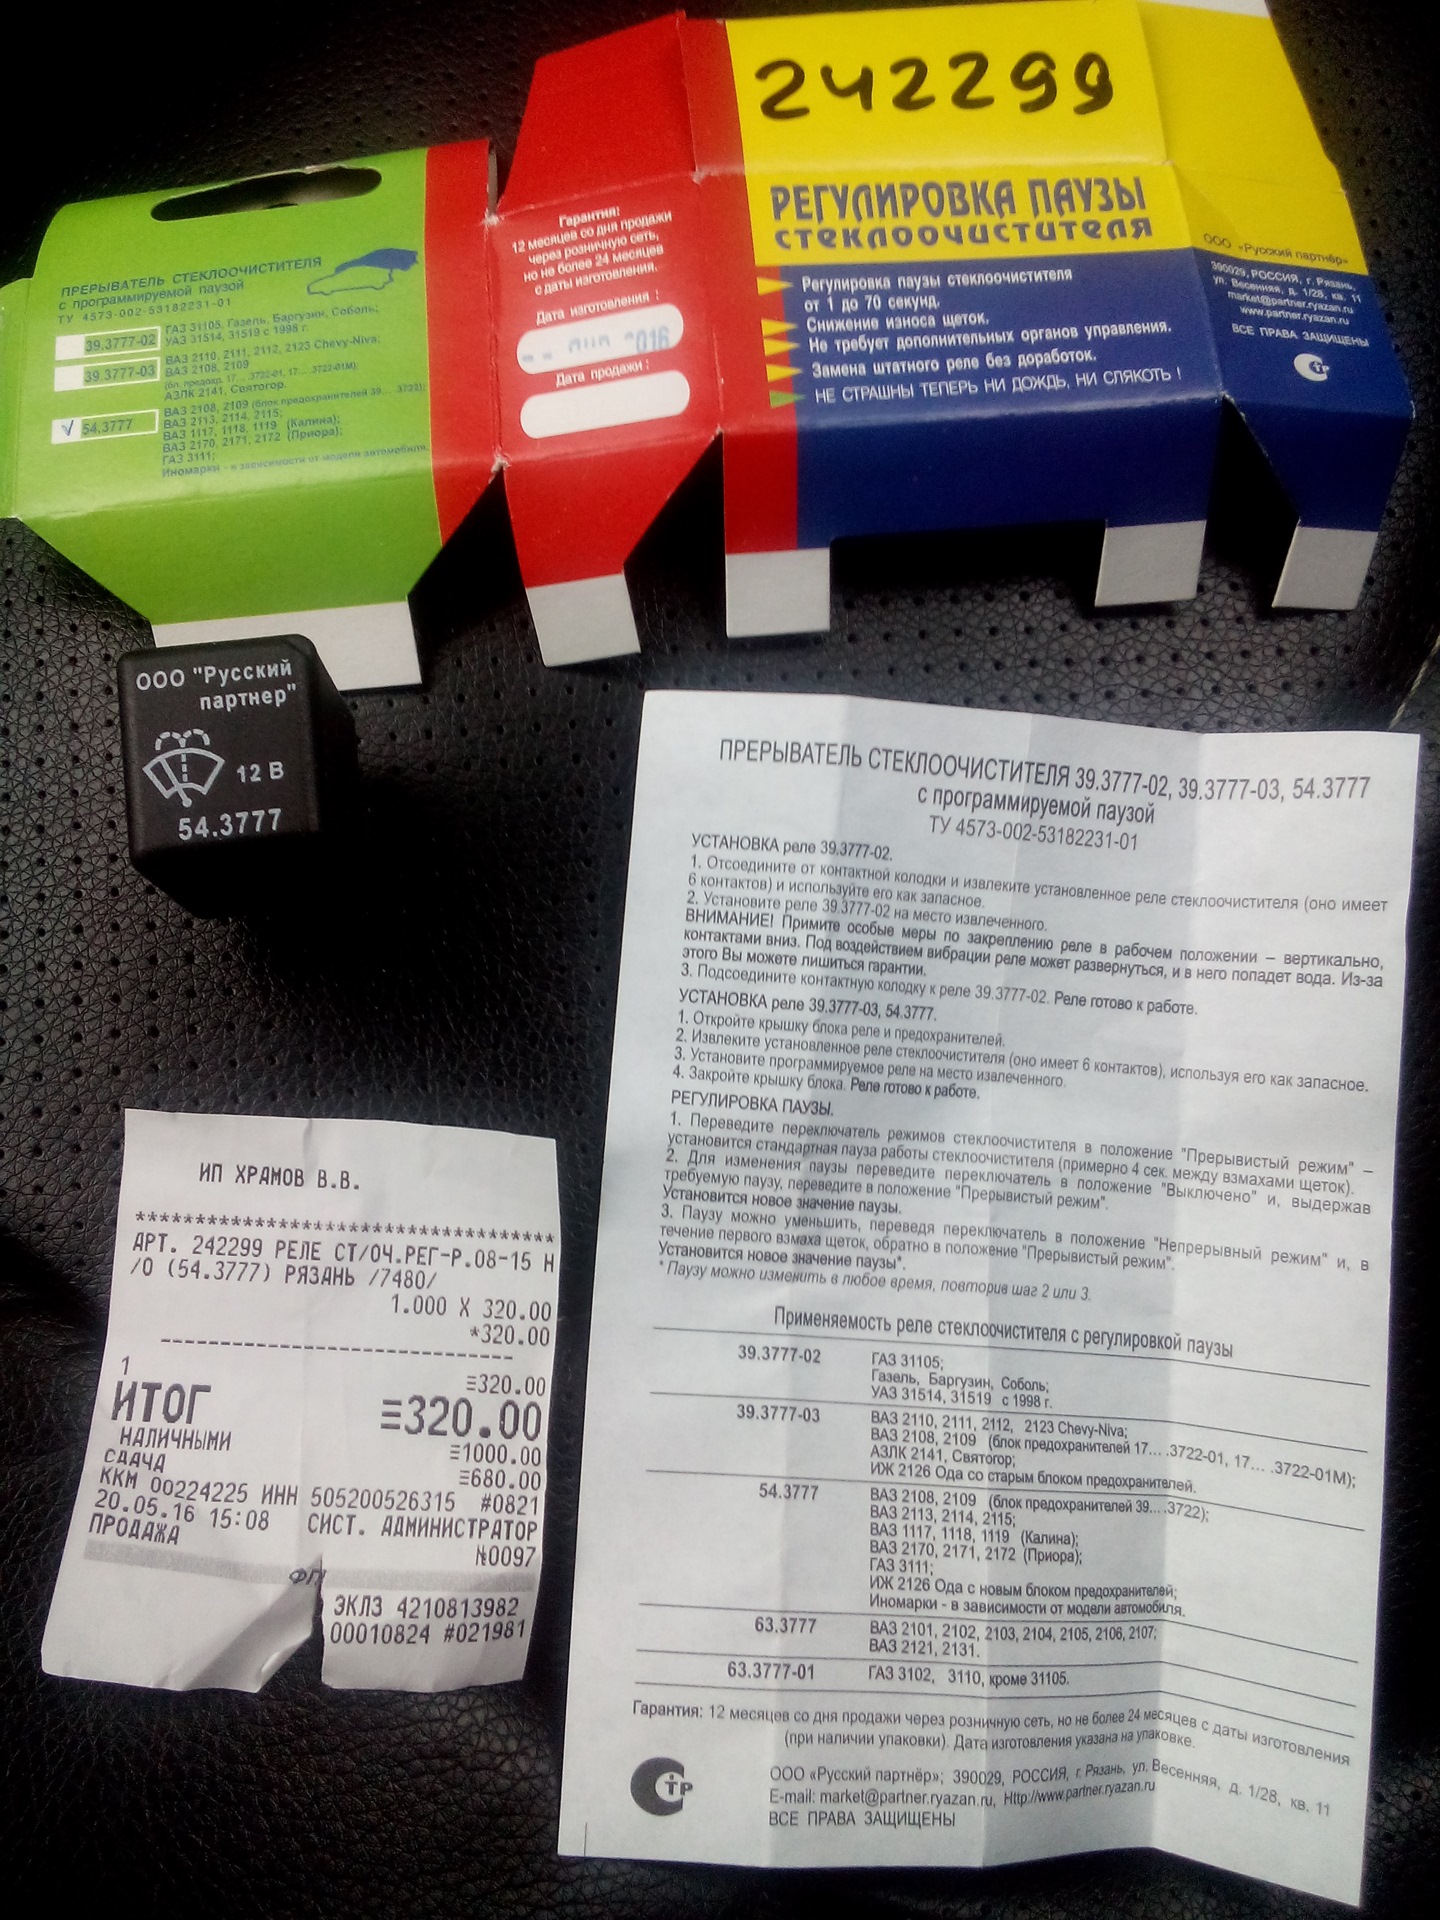 242299
РЕГУЛИРОВКА ПАУЗЫ
стеклоочистителя
Регулировка паузы стеклоочистителя
от 1 до 70 секунд.
Снижение износа щеток.
Не требует дополнительных органов управления.
Замена штатного реле без доработок.
НЕ СТРАШНЫ ТЕПЕРЬ НИ ДОЖДЬ, НИ СЛЯКОТЬ !
ООО «Русский партнёр»
390029, РОССИЯ, г. Рязань,
ул. Весенняя, д. 1/28, кв. 11
market@partner.ryazan.ru
www.partner.ryazan.ru
ВСЕ ПРАВА ЗАЩИЩЕНЫ
СТР
Гарантия:
12 месяцев со дня продажи
через розничную сеть,
но не более 24 месяцев
с даты изготовления.
Дата изготовления :
016
Дата продажи :
ПРЕРЫВАТЕЛЬ СТЕКЛООЧИСТИТЕЛЯ
с программируемой паузой
ТУ 4573-002-53182231-01
39.3777-02 ГАЗ 31105, Газель, Баргузин, Соболь;
УАЗ 31514, 31519 с 1998 г.
39.3777-03 ВАЗ 2110, 2111, 2112, 2123 Chevy-Niva;
ВАЗ 2108, 2109
(бл. предохр. 17... .3722-01, 17... .3722-01М);
АЗЛК 2141, Святогор.
54.3777 ВАЗ 2108, 2109 (блок предохранителей 39... .3722);
ВАЗ 2113, 2114, 2115;
ВАЗ 1117, 1118, 1119 (Калина);
ВАЗ 2170, 2171, 2172 (Приора);
ГАЗ 3111;
Иномарки - в зависимости от модели автомобиля.
ООО "Русский
партнер"
12 В
54.3777
ПРЕРЫВАТЕЛЬ СТЕКЛООЧИСТИТЕЛЯ 39.3777-02, 39.3777-03, 54.3777
с программируемой паузой
ТУ 4573-002-53182231-01
УСТАНОВКА реле 39.3777-02.
1. Отсоедините от контактной колодки и извлеките установленное реле стеклоочистителя (оно имеет
6 контактов) и используйте его как запасное.
2. Установите реле 39.3777-02 на место извлеченного.
ВНИМАНИЕ! Примите особые меры по закреплению реле в рабочем положении – вертикально,
контактами вниз. Под воздействием вибрации реле может развернуться, и в него попадет вода. Из-за
этого Вы можете лишиться гарантии.
3. Подсоедините контактную колодку к реле 39.3777-02. Реле готово к работе.
УСТАНОВКА реле 39.3777-03, 54.3777.
1. Откройте крышку блока реле и предохранителей.
2. Извлеките установленное реле стеклоочистителя (оно имеет 6 контактов), используя его как запасное.
3. Установите программируемое реле на место извлеченного.
4. Закройте крышку блока. Реле готово к работе.
РЕГУЛИРОВКА ПАУЗЫ.
1. Переведите переключатель режимов стеклоочистителя в положение "Прерывистый режим" –
установится стандартная пауза работы стеклоочистителя (примерно 4 сек. между взмахами щеток).
2. Для изменения паузы переведите переключатель в положение "Выключено" и, выдержав
требуемую паузу, переведите в положение "Прерывистый режим".
Установится новое значение паузы.
3. Паузу можно уменьшить, переведя переключатель в положение "Непрерывный режим" и, в
течение первого взмаха щеток, обратно в положение "Прерывистый режим".
Установится новое значение паузы*.
* Паузу можно изменить в любое время, повторив шаг 2 или 3.
Применяемость реле стеклоочистителя с регулировкой паузы
39.3777-02 ГАЗ 31105;
Газель, Баргузин, Соболь;
УАЗ 31514, 31519 с 1998 г.
39.3777-03 ВАЗ 2110, 2111, 2112, 2123 Chevy-Niva;
ВАЗ 2108, 2109 (блок предохранителей 17... .3722-01, 17... .3722-01М);
АЗЛК 2141, Святогор;
ИЖ 2126 Ода со старым блоком предохранителей.
54.3777 ВАЗ 2108, 2109 (блок предохранителей 39... .3722);
ВАЗ 2113, 2114, 2115;
ВАЗ 1117, 1118, 1119 (Калина);
ВАЗ 2170, 2171, 2172 (Приора);
ГАЗ 3111;
ИЖ 2126 Ода с новым блоком предохранителей;
Иномарки - в зависимости от модели автомобиля.
63.3777 ВАЗ 2101, 2102, 2103, 2104, 2105, 2106, 2107;
ВАЗ 2121, 2131.
63.3777-01 ГАЗ 3102, 3110, кроме 31105.
Гарантия: 12 месяцев со дня продажи через розничную сеть, но не более 24 месяцев с даты изготовления
(при наличии упаковки). Дата изготовления указана на упаковке.
СТР
ООО «Русский партнёр»; 390029, РОССИЯ, г. Рязань, ул. Весенняя, д. 1/28, кв. 11
E-mail: market@partner.ryazan.ru, Http://www.partner.ryazan.ru
ВСЕ ПРАВА ЗАЩИЩЕНЫ
ИП ХРАМОВ В.В.
***********************************
АРТ. 242299 РЕЛЕ СТ/ОЧ.РЕГ-Р.08-15 Н
/О (54.3777) РЯЗАНЬ /7480/
1.000 X 320.00
*320.00
------------------------------
1 ≡320.00
ИТОГ ≡320.00
НАЛИЧНЫМИ ≡1000.00
СДАЧА ≡680.00
ККМ 00224225 ИНН 505200526315 #0821
20.05.16 15:08 СИСТ. АДМИНИСТРАТОР
ПРОДАЖА №0097
ФП
ЭКЛЗ 4210813982
00010824 #021981